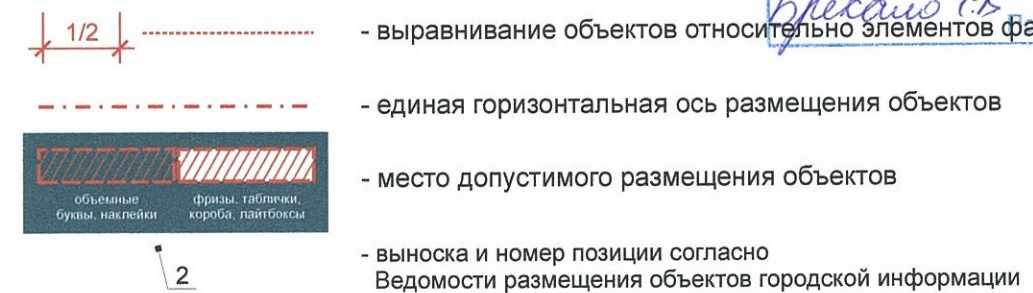 1/2
- выравнивание объектов относительно элементов фа
- единая горизонтальная ось размещения объектов
объемные буквы, наклейки
фризы, таблички, короба, лайтбоксы
- место допустимого размещения объектов
2
- выноска и номер позиции согласно
Ведомости размещения объектов городской информации